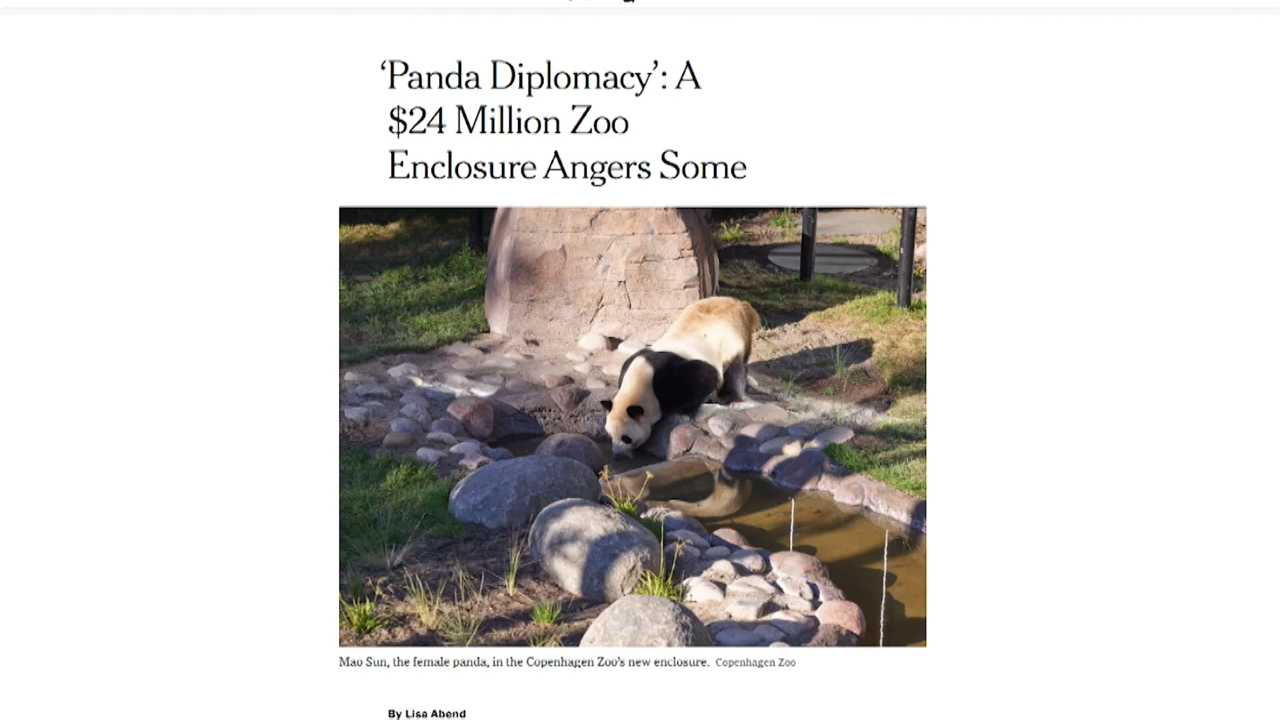 ‘Panda Diplomacy’: A
$24 Million Zoo
Enclosure Angers Some
Mao Sun, the female panda, in the Copenhagen Zoo’s new enclosure. Copenhagen Zoo
By Lisa Abend